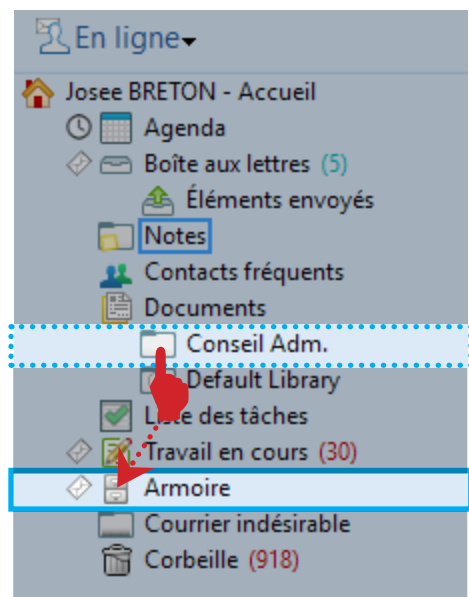 En ligne
Josee BRETON - Accueil
Agenda
Boîte aux lettres (5)
Éléments envoyés
Notes
Contacts fréquents
Documents
Conseil Adm.
Default Library
Liste des tâches
Travail en cours (30)
Armoire
Courrier indésirable
Corbeille (918)